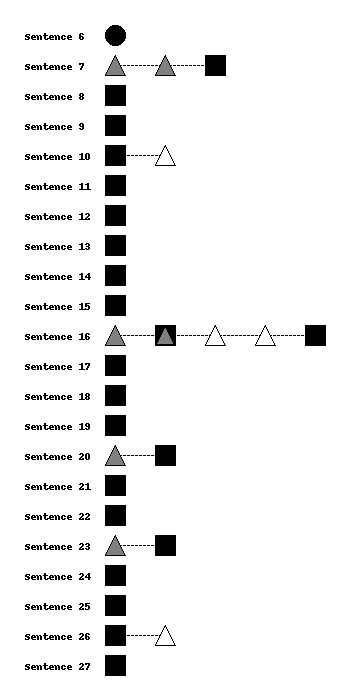 Sentence 6
Sentence 7
Sentence 8
Sentence 9
Sentence 10
Sentence 11
Sentence 12
Sentence 13
Sentence 14
Sentence 15
Sentence 16
Sentence 17
Sentence 18
Sentence 19
Sentence 20
Sentence 21
Sentence 22
Sentence 23
Sentence 24
Sentence 25
Sentence 26
Sentence 27